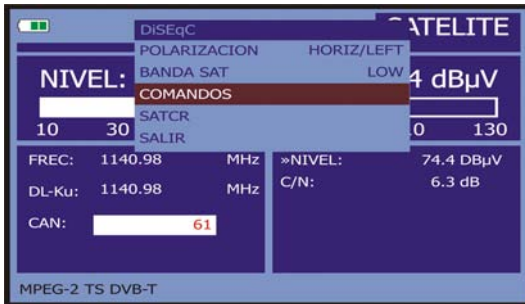 DiSEqC
POLARIZACION HORIZ/LEFT
BANDA SAT LOW
COMANDOS
SATCR
SALIR
NIVEL: 4 dBµV
10 30 0 130
FREC: 1140.98 MHz
DL-Ku: 1140.98 MHz
CAN: 61
»NIVEL: 74.4 dBµV
C/N: 6.3 dB
MPEG-2 TS DVB-T